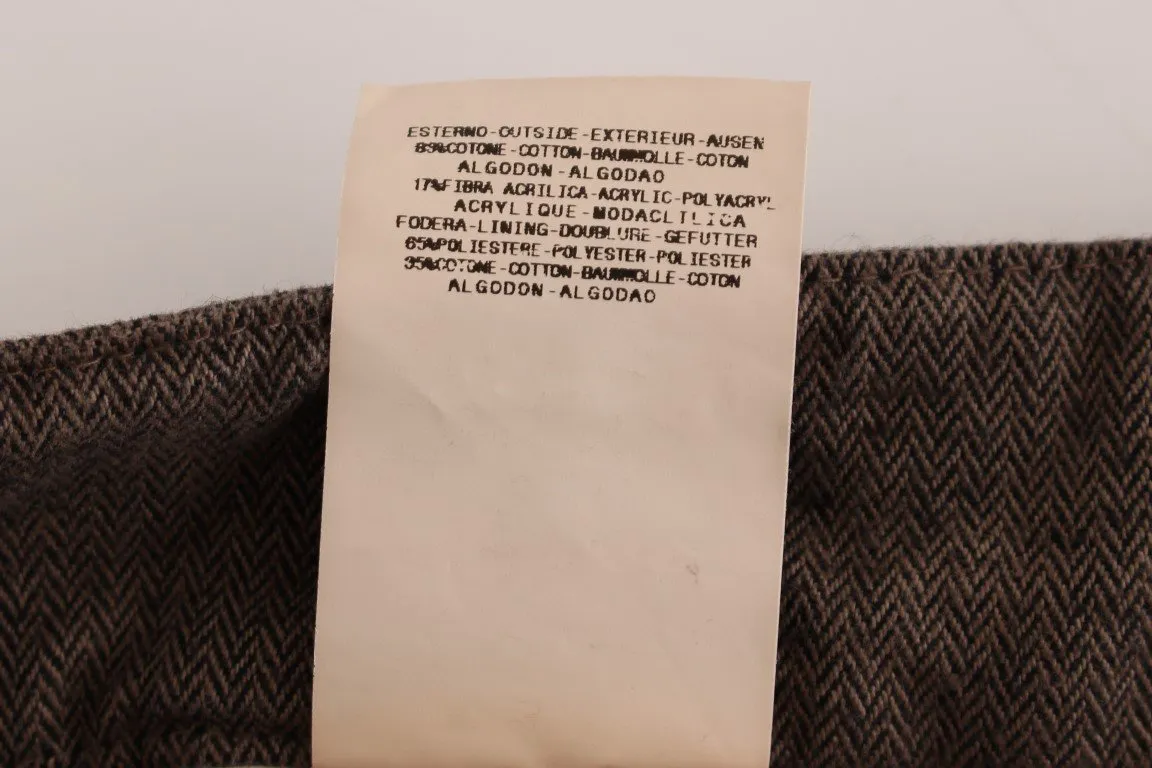 ESTERNO-OUTSIDE-EXTERIEUR-AUSEN
83%COTONE-COTTON-BAUMWOLLE-COTON
ALGODON-ALGODAO
17%FIBRA ACRILICA-ACRYLIC-POLYACRYL
ACRYLIQUE-MODACLILICA
FODERA-LINING-DOUBLURE-GEFUTTER
65%POLIESTERE-POLYESTER-POLIESTER
35%COTONE-COTTON-BAUMWOLLE-COTON
ALGODON-ALGODAO